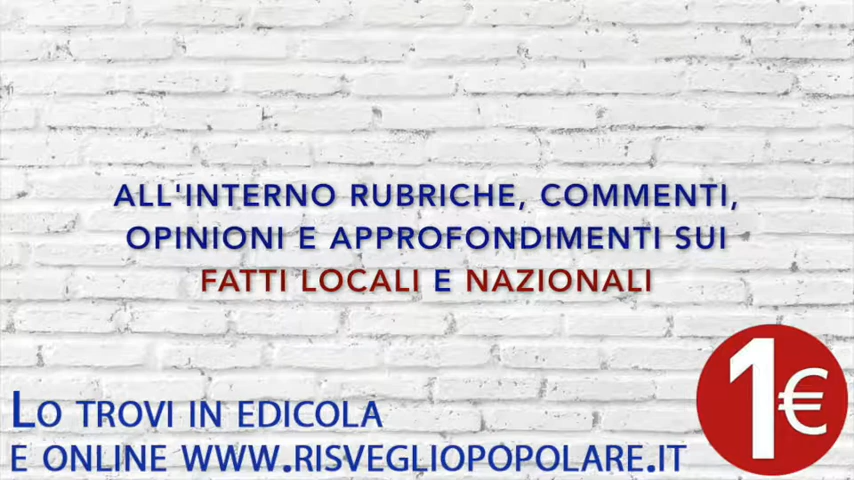 ALL'INTERNO RUBRICHE, COMMENTI,
OPINIONI E APPROFONDIMENTI SUI
FATTI LOCALI E NAZIONALI
LO TROVI IN EDICOLA
E ONLINE WWW.RISVEGLIOPOPOLARE.IT
1€